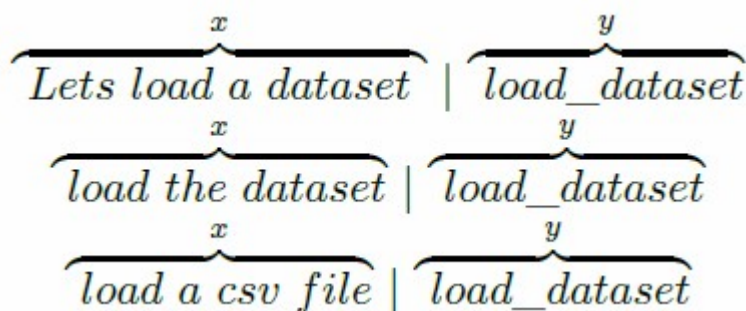 x y
Lets load a dataset | load_dataset
x y
load the dataset | load_dataset
x y
load a csv file | load_dataset